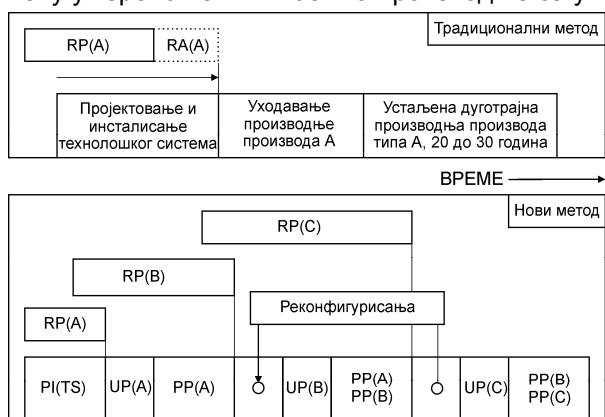 Традиционални метод
RP(A)
RA(A)
Пројектовање и
инсталисање
технолошког система
Уходавање
производње
производа А
Устаљена дуготрајна
производња производа
типа А, 20 до 30 година
ВРЕМЕ
Нови метод
RP(C)
RP(B)
Реконфигурисања
RP(A)
PI(TS)
UP(A)
PP(A)
UP(B)
PP(A)
PP(B)
UP(C)
PP(B)
PP(C)